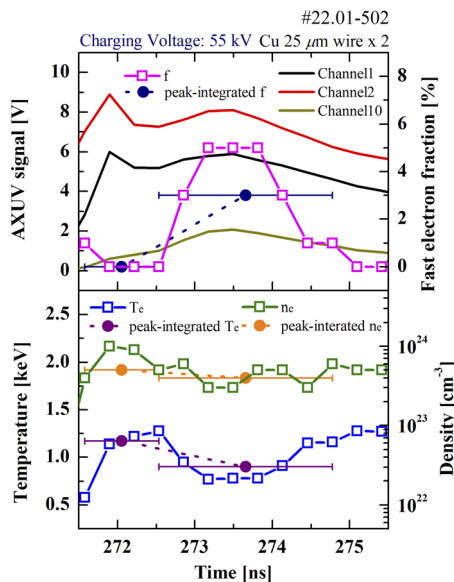 #22.01-502
Charging Voltage: 55 kV Cu 25 μm wire x 2
AXUV signal [V]
10
8
6
4
2
0
f
peak-integrated f
Channel1
Channel2
Channel10
8
6
4
2
0
Fast electron fraction [%]
Temperature [keV]
2.5
2.0
1.5
1.0
0.5
Te
ne
peak-integrated Te
peak-interated ne
10²⁴
10²³
10²²
Density [cm⁻³]
272 273 274 275
Time [ns]